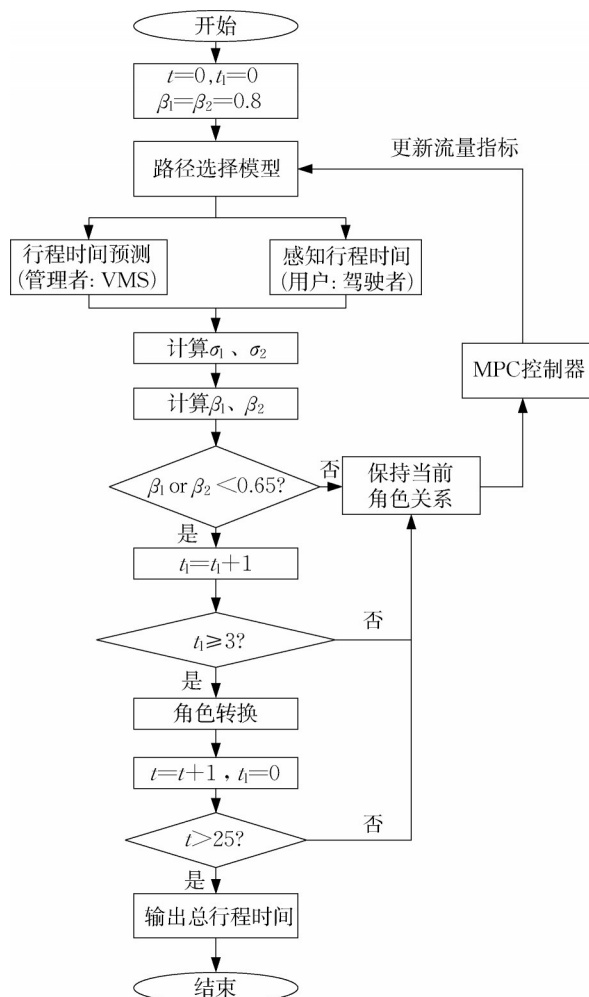 开始
t=0,t₁=0
β₁=β₂=0.8
路径选择模型
更新流量指标
行程时间预测
(管理者: VMS)
感知行程时间
(用户: 驾驶者)
计算σ₁、σ₂
MPC控制器
计算β₁、β₂
β₁ or β₂ <0.65?
否
保持当前
角色关系
是
t₁=t₁+1
t₁≥3?
否
是
角色转换
t=t+1, t₁=0
t>25?
否
是
输出总行程时间
结束